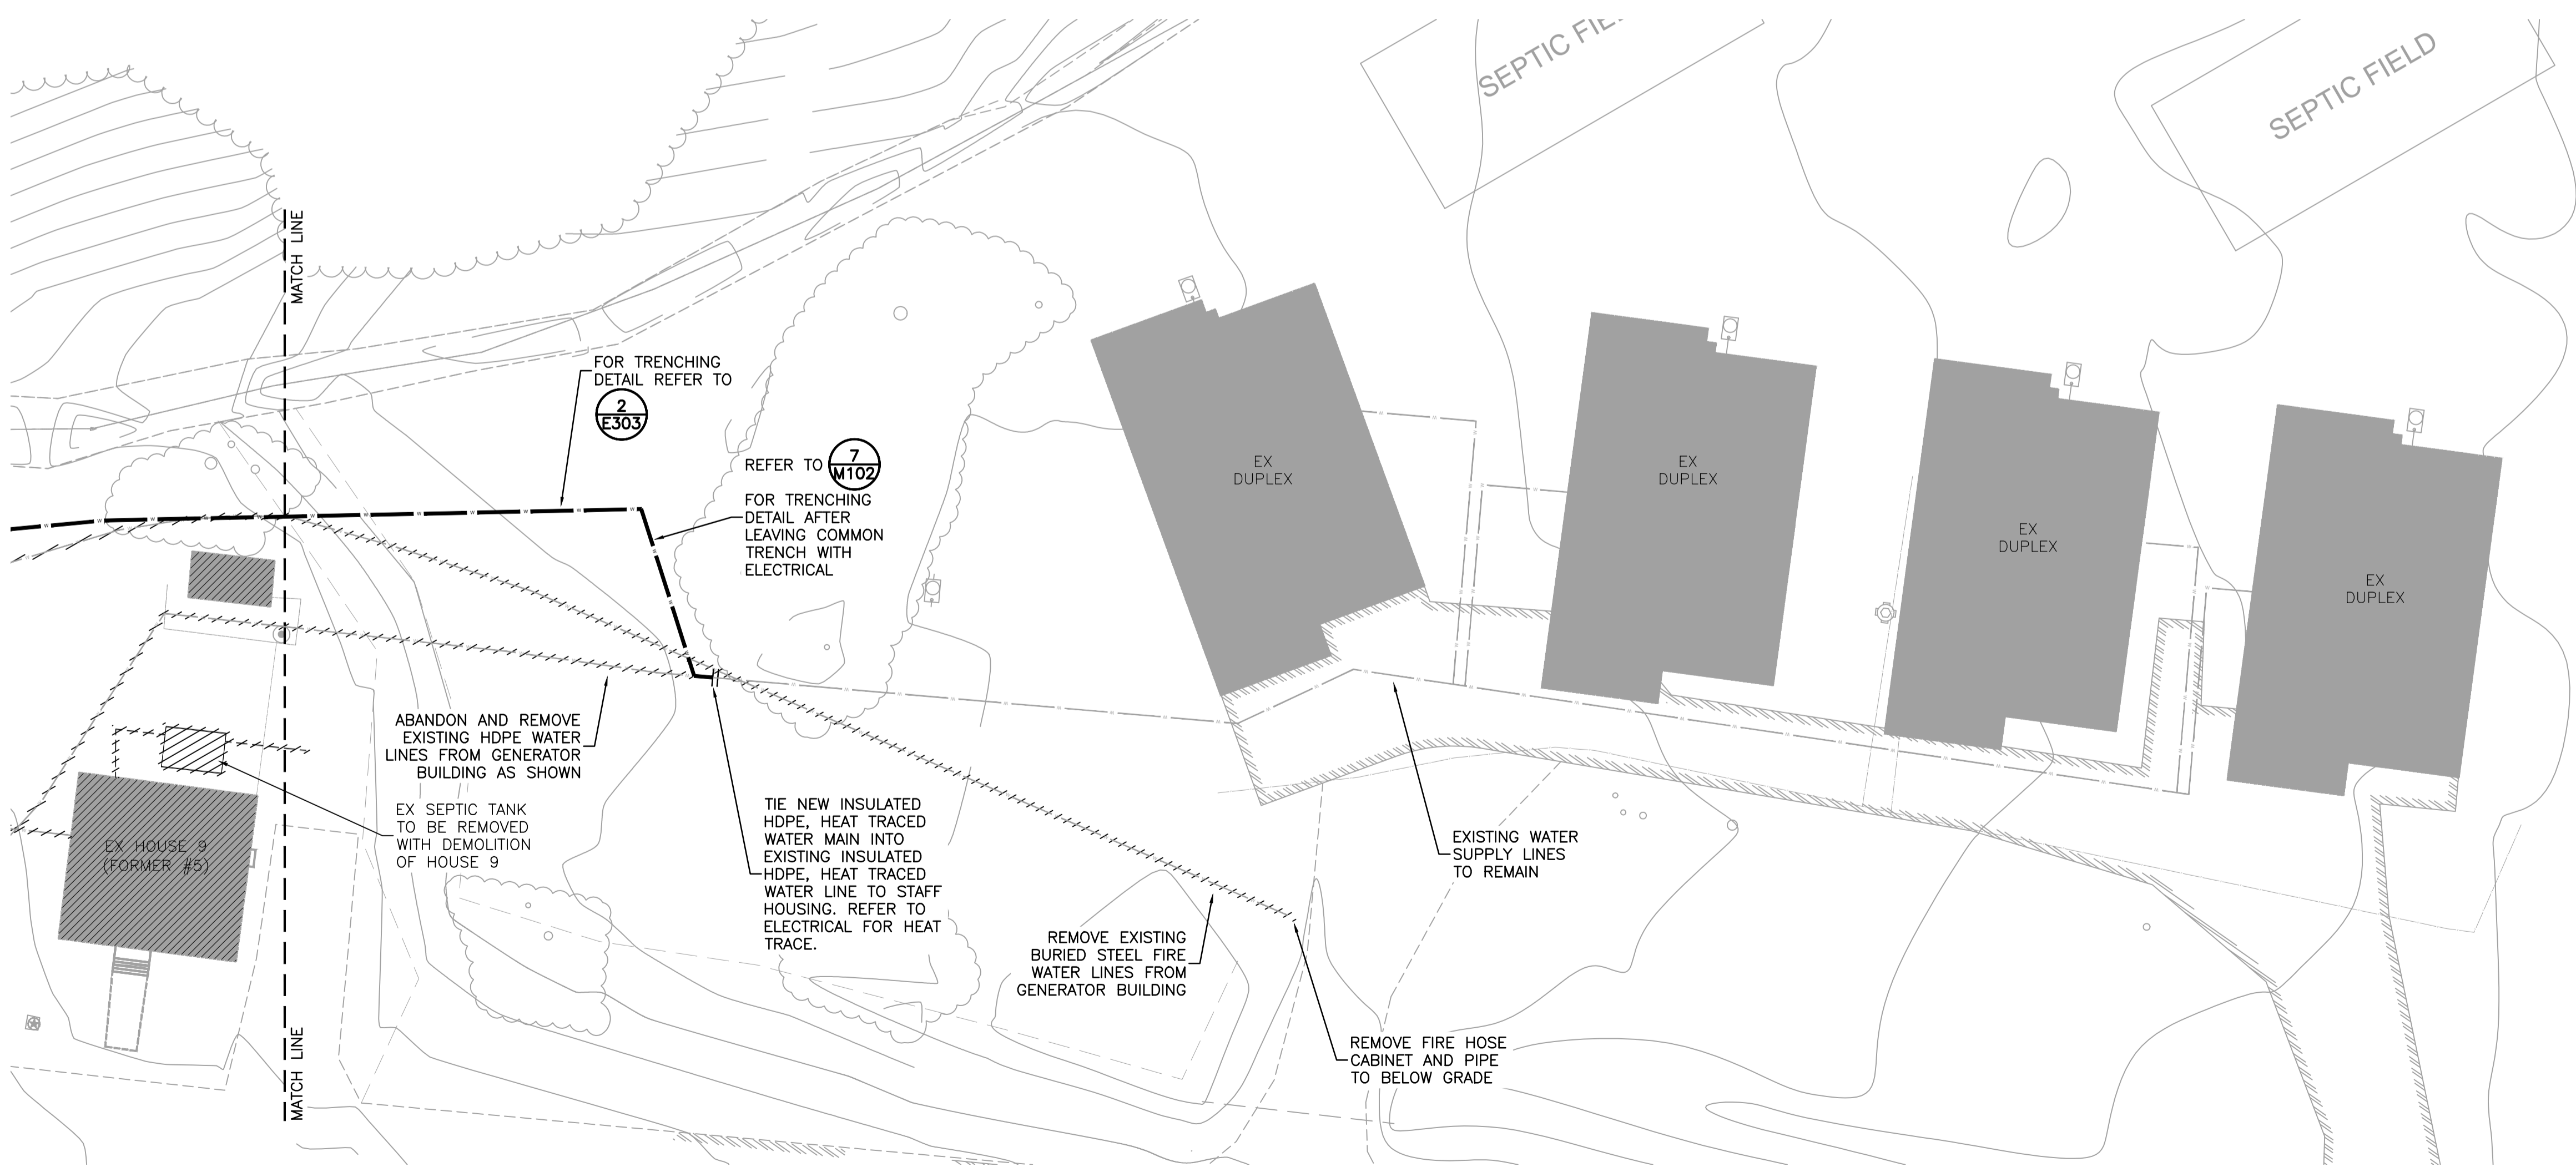 SEPTIC FIE
SEPTIC FIELD
MATCH LINE
FOR TRENCHING
DETAIL REFER TO
2
E303
REFER TO
7
M102
FOR TRENCHING
DETAIL AFTER
LEAVING COMMON
TRENCH WITH
ELECTRICAL
EX
DUPLEX
EX
DUPLEX
EX
DUPLEX
EX
DUPLEX
ABANDON AND REMOVE
EXISTING HDPE WATER
LINES FROM GENERATOR
BUILDING AS SHOWN
EX SEPTIC TANK
TO BE REMOVED
WITH DEMOLITION
OF HOUSE 9
EX HOUSE 9
(FORMER #5)
TIE NEW INSULATED
HDPE, HEAT TRACED
WATER MAIN INTO
EXISTING INSULATED
HDPE, HEAT TRACED
WATER LINE TO STAFF
HOUSING. REFER TO
ELECTRICAL FOR HEAT
TRACE.
EXISTING WATER
SUPPLY LINES
TO REMAIN
REMOVE EXISTING
BURIED STEEL FIRE
WATER LINES FROM
GENERATOR BUILDING
REMOVE FIRE HOSE
CABINET AND PIPE
TO BELOW GRADE
MATCH LINE